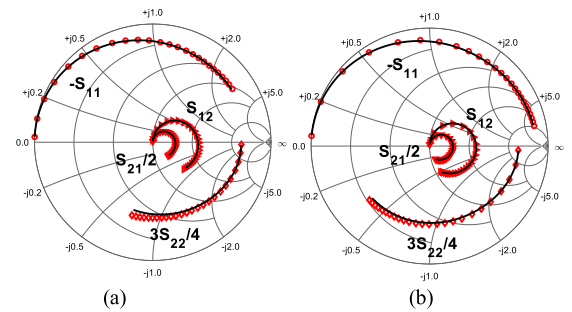 +j1.0
+j0.5
+j2.0
-S11
+j0.2
S12
+j5.0
0.0
S21/2
∞
-j0.2
-j5.0
3S22/4
-j0.5
-j2.0
-j1.0
(a)
+j1.0
+j0.5
+j2.0
-S11
+j0.2
S12
+j5.0
0.0
S21/2
∞
-j0.2
-j5.0
3S22/4
-j0.5
-j2.0
-j1.0
(b)